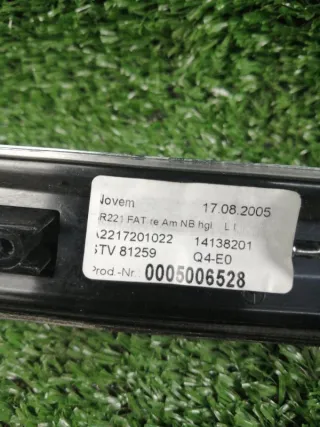 Novem 17.08.2005
R221 FAT re Am NB hgl L
A2217201022 14138201
STV 81259 Q4-E0
Prod.-Nr. 0005006528